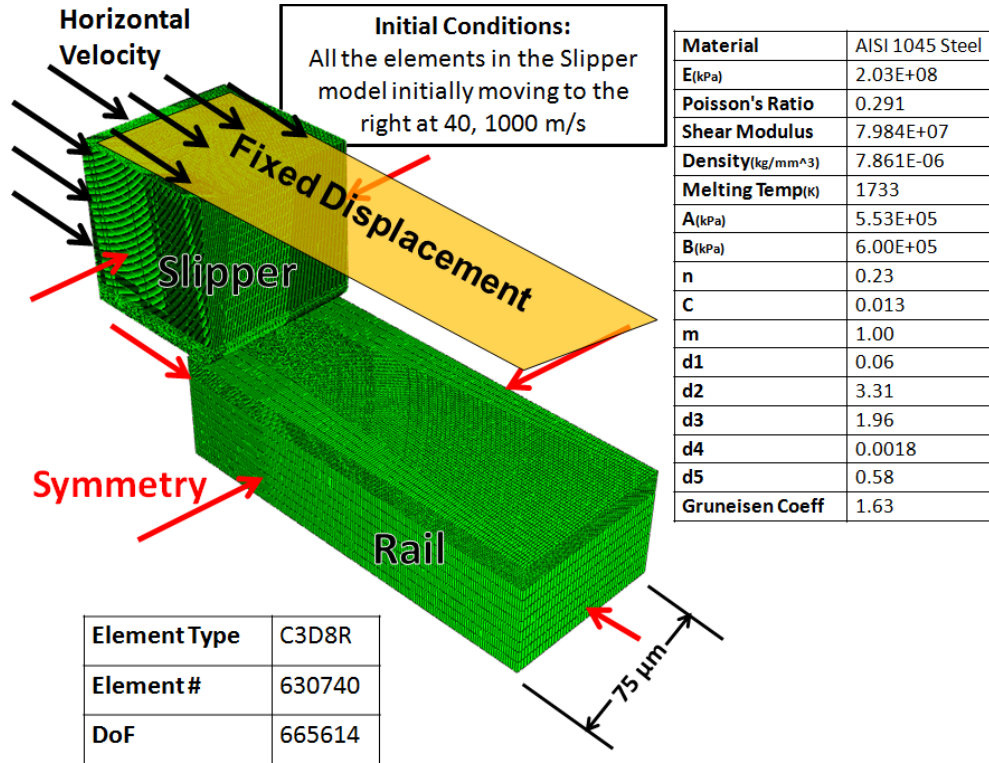 Horizontal
Velocity
Initial Conditions:
All the elements in the Slipper
model initially moving to the
right at 40, 1000 m/s
Fixed Displacement
Slipper
Symmetry
Rail
75 μm
Material AISI 1045 Steel
E(kPa) 2.03E+08
Poisson's Ratio 0.291
Shear Modulus 7.984E+07
Density(kg/mm^3) 7.861E-06
Melting Temp(K) 1733
A(kPa) 5.53E+05
B(kPa) 6.00E+05
n 0.23
C 0.013
m 1.00
d1 0.06
d2 3.31
d3 1.96
d4 0.0018
d5 0.58
Gruneisen Coeff 1.63
Element Type C3D8R
Element # 630740
DoF 665614